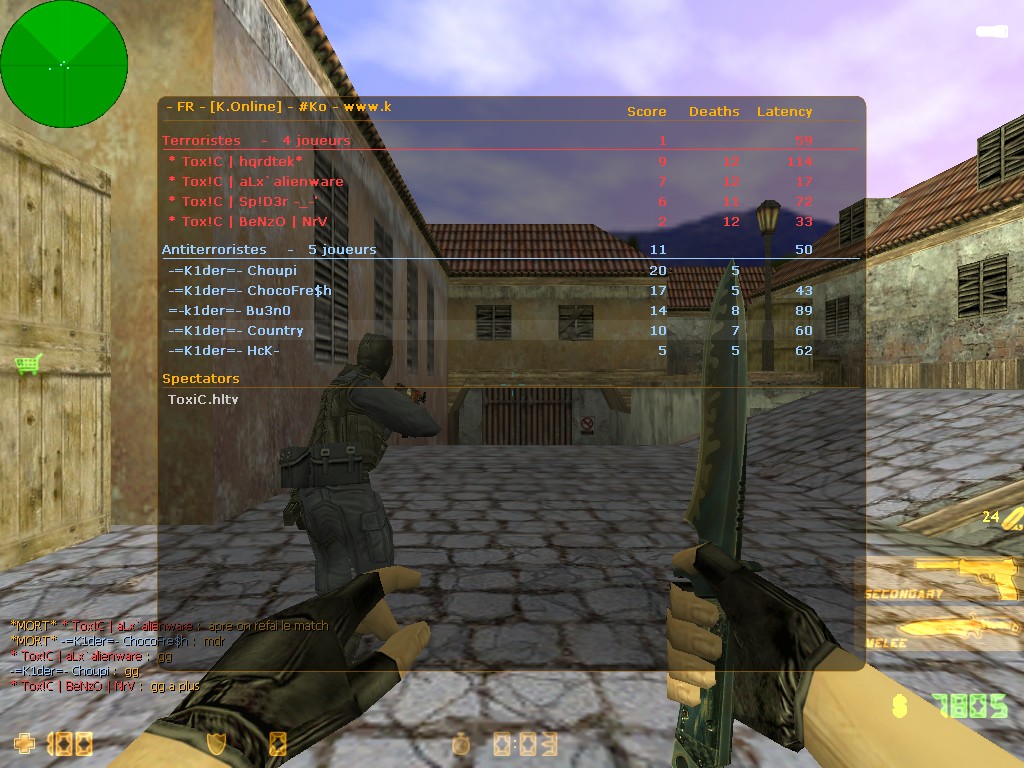 - FR - [K.Online] - #Ko - www.k Score Deaths Latency
Terroristes - 4 joueurs 1 59
* Tox!C | hqrdtek* 9 12 114
* Tox!C | aLx`alienware 7 12 17
* Tox!C | Sp!D3r -_-' 6 11 72
* Tox!C | BeNzO | NrV 2 12 33
Antiterroristes - 5 joueurs 11 50
-=K1der=- Choupi 20 5
-=K1der=- ChocoFre$h 17 5 43
=-k1der=- Bu3n0 14 8 89
-=K1der=- Country 10 7 60
-=K1der=- HcK- 5 5 62
Spectators
ToxiC.hltv
24
SECONDARY
MELEE
*MORT* * Tox!C | aLx`alienware : apre on refai le match
*MORT* -=K1der=- ChocoFre$h : mdr
* Tox!C | aLx`alienware : gg
-=K1der=- Choupi : gg
* Tox!C | BeNzO | NrV : gg a plus
$ 7805
100 0 0:03